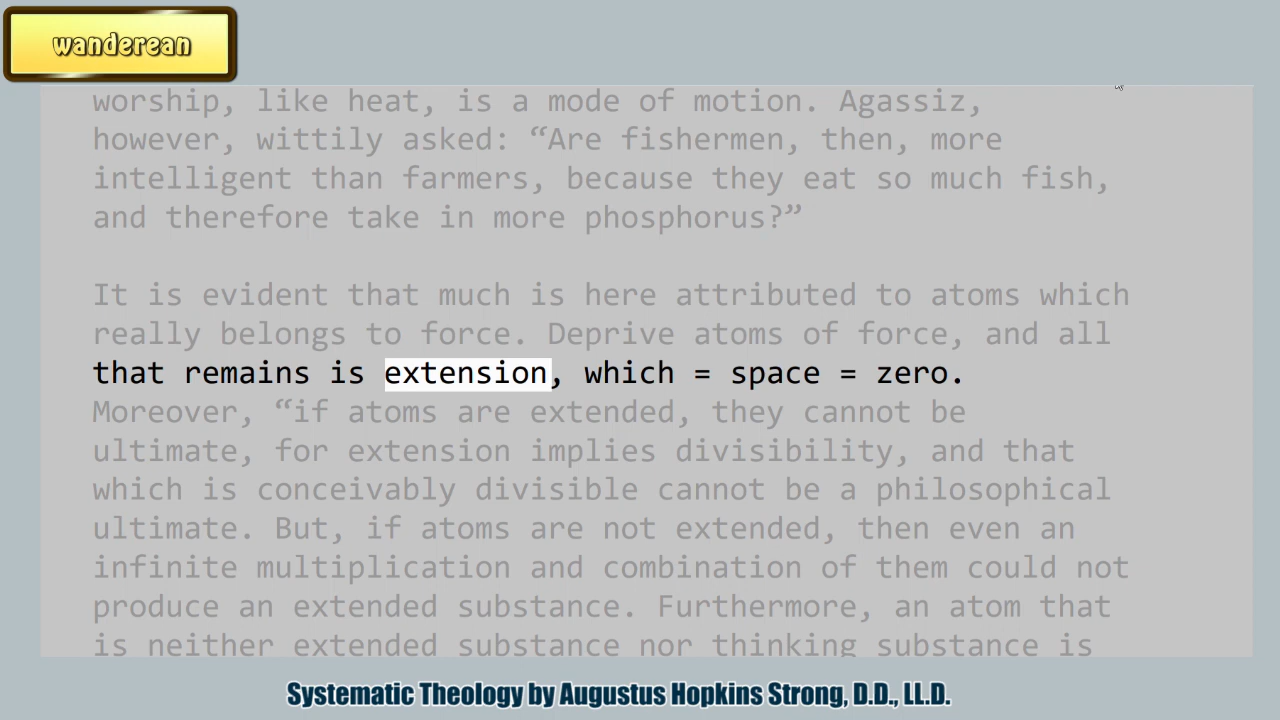 wanderean
worship, like heat, is a mode of motion. Agassiz,
however, wittily asked: “Are fishermen, then, more
intelligent than farmers, because they eat so much fish,
and therefore take in more phosphorus?”
It is evident that much is here attributed to atoms which
really belongs to force. Deprive atoms of force, and all
that remains is extension, which = space = zero.
Moreover, “if atoms are extended, they cannot be
ultimate, for extension implies divisibility, and that
which is conceivably divisible cannot be a philosophical
ultimate. But, if atoms are not extended, then even an
infinite multiplication and combination of them could not
produce an extended substance. Furthermore, an atom that
is neither extended substance nor thinking substance is
Systematic Theology by Augustus Hopkins Strong, D.D., LL.D.